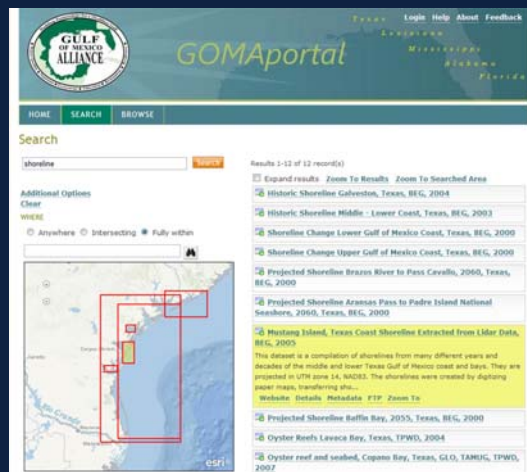 Texas
Login Help About Feedback
Louisiana
Mississippi
Alabama
Florida
GULF
OF MEXICO
ALLIANCE
GOMAportal
HOME SEARCH BROWSE
Search
shoreline
Search
Additional Options
Clear
WHERE
Anywhere Intersecting Fully within
Results 1-12 of 12 record(s)
Expand results Zoom To Results Zoom To Searched Area
Historic Shoreline Galveston, Texas, BEG, 2004
Historic Shoreline Middle - Lower Coast, Texas, BEG, 2003
Shoreline Change Lower Gulf of Mexico Coast, Texas, BEG, 2000
Shoreline Change Upper Gulf of Mexico Coast, Texas, BEG, 2000
Projected Shoreline Brazos River to Pass Cavallo, 2060, Texas,
BEG, 2000
Projected Shoreline Aransas Pass to Padre Island National
Seashore, 2060, Texas, BEG, 2000
Mustang Island, Texas Coast Shoreline Extracted from Lidar Data,
BEG, 2005
This dataset is a compilation of shorelines from many different years and
decades of the middle and lower Texas Gulf of Mexico coast and bays. They are
projected in UTM zone 14, NAD83. The shorelines were created by digitizing
paper maps, transferring sho...
Website Details Metadata FTP Zoom To
Projected Shoreline Baffin Bay, 2055, Texas, BEG, 2000
Oyster Reefs Lavaca Bay, Texas, TPWD, 2004
Oyster reef and seabed, Copano Bay, Texas, GLO, TAMUG, TPWD,
2007
esri